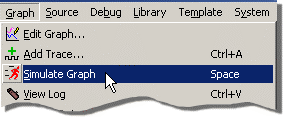 Graph Source Debug Library Template System
Edit Graph...
Add Trace... Ctrl+A
Simulate Graph Space
View Log Ctrl+V